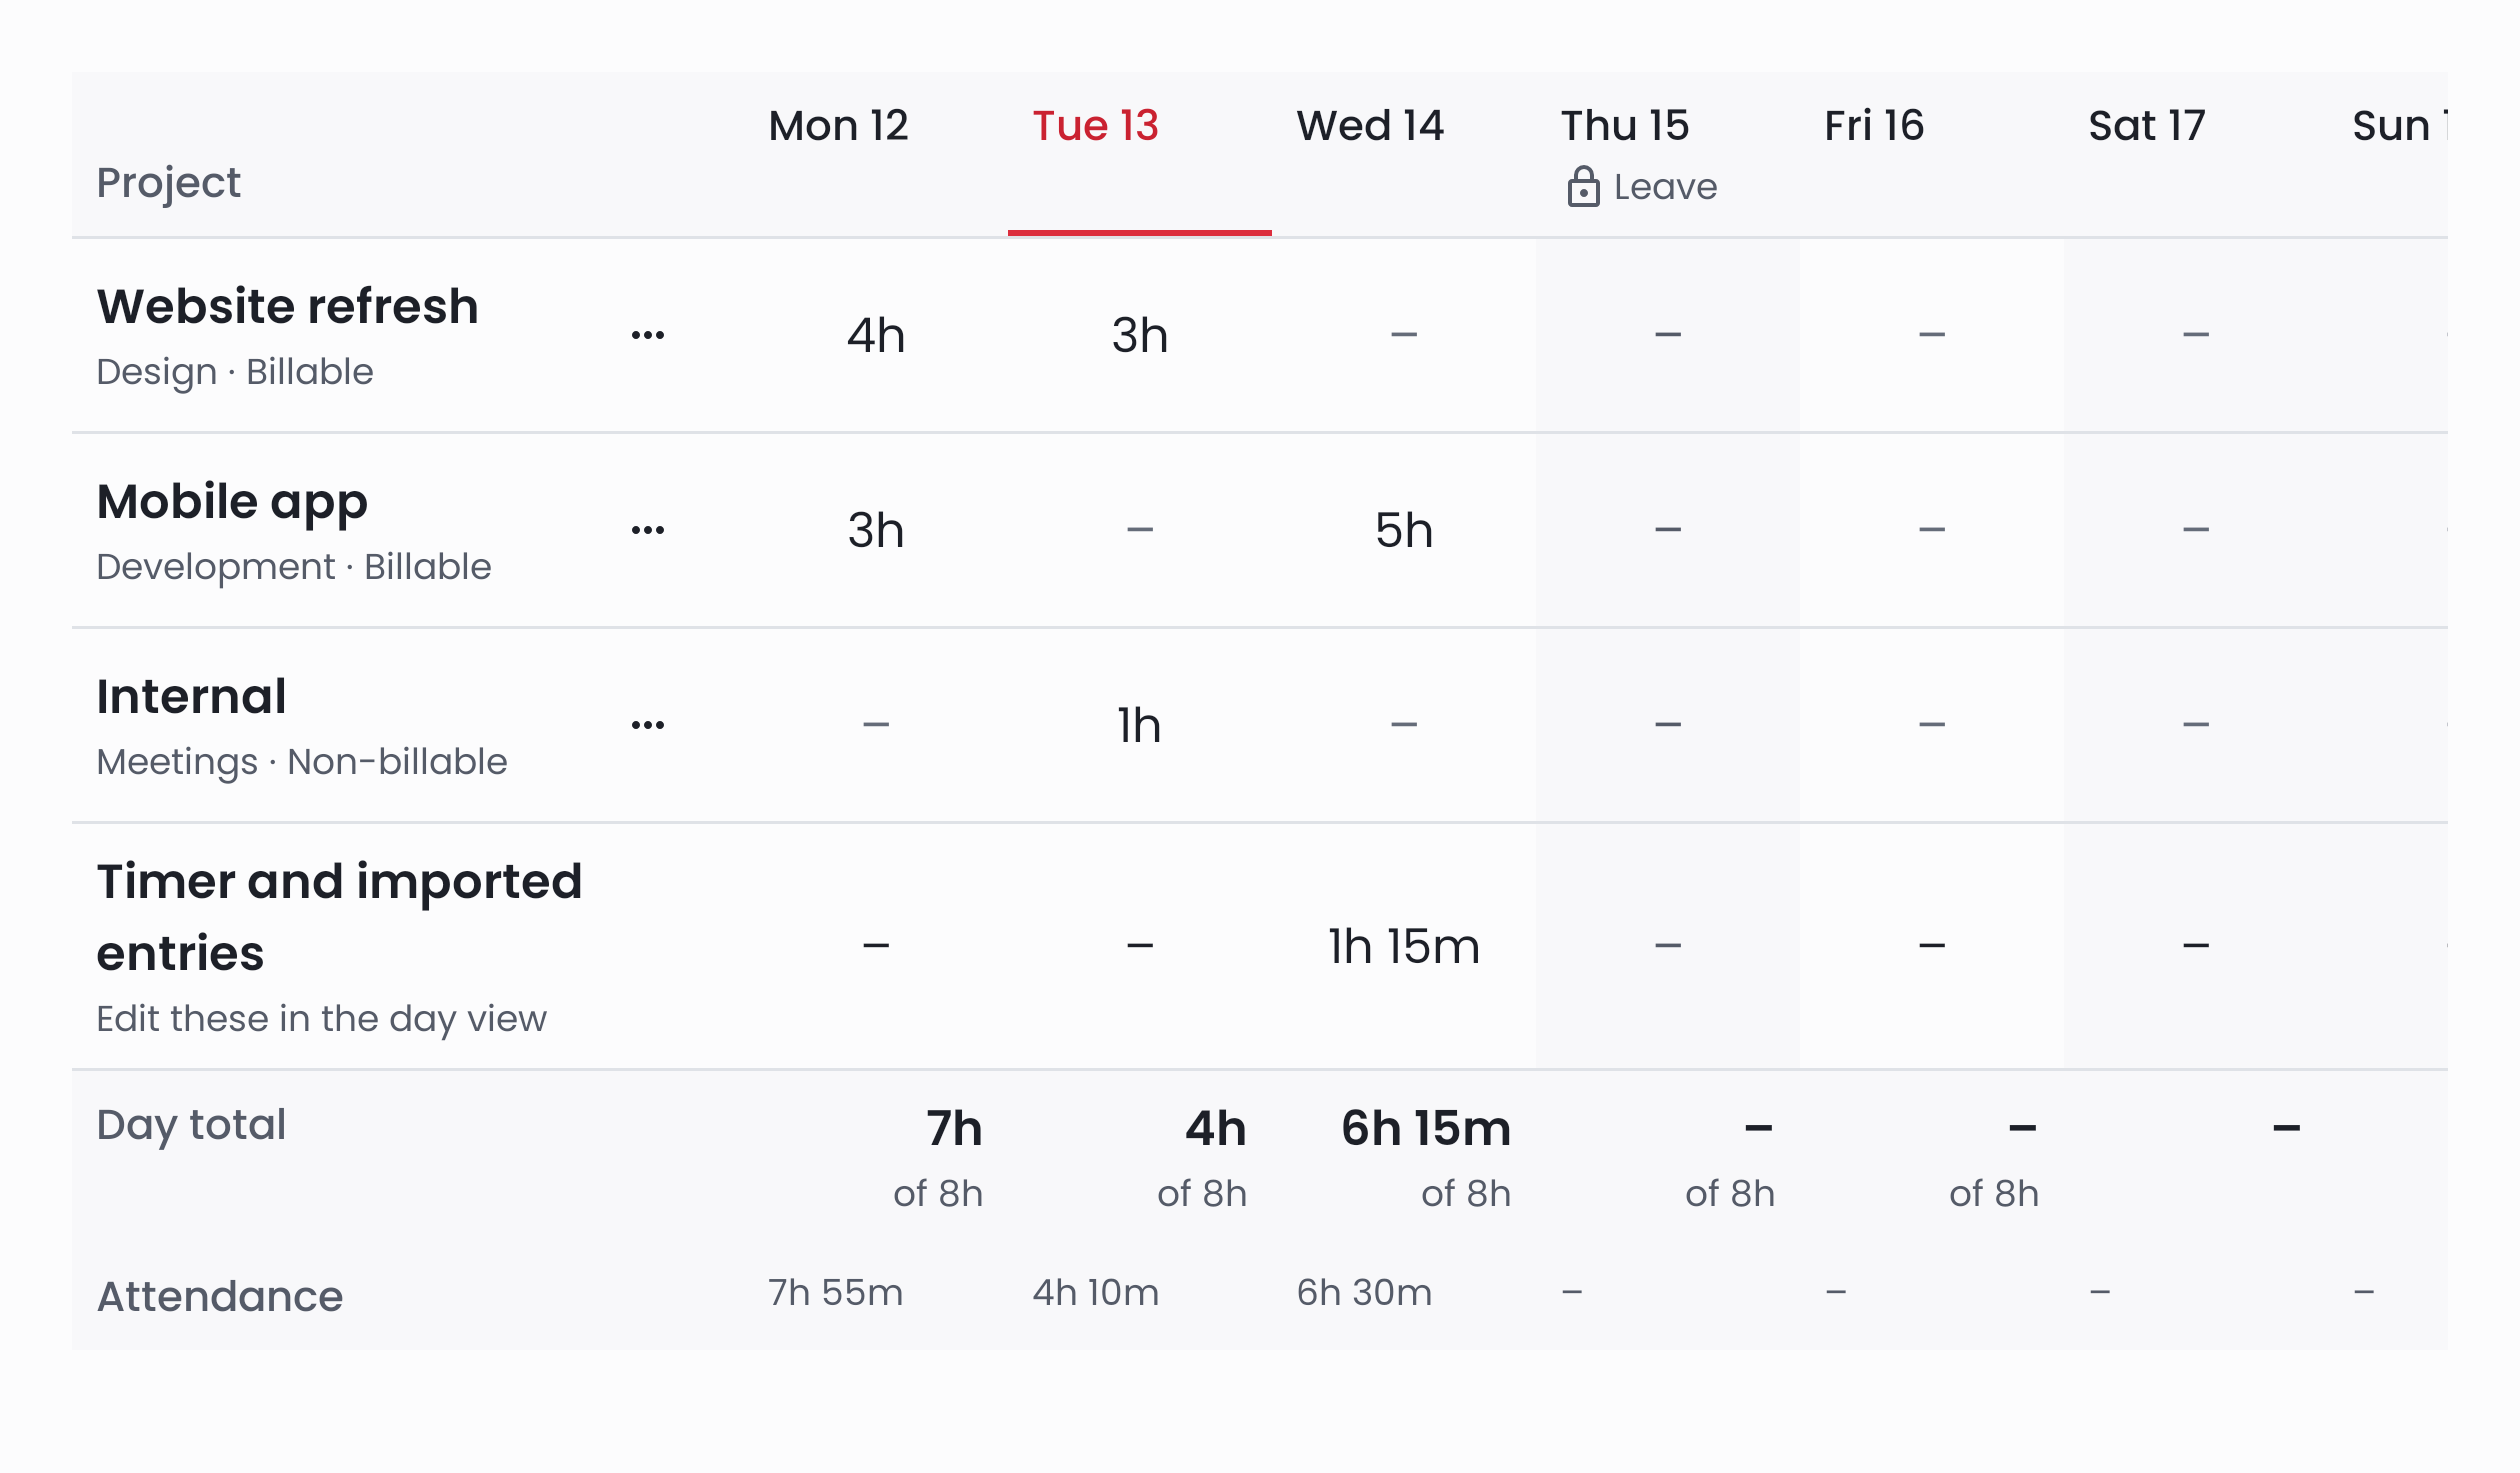 Project Mon 12 Tue 13 Wed 14 Thu 15 Fri 16 Sat 17 Sun
Leave
Website refresh
Design · Billable
••• 4h 3h – – – –
Mobile app
Development · Billable
••• 3h – 5h – – –
Internal
Meetings · Non-billable
••• – 1h – – – –
Timer and imported
entries
Edit these in the day view
– – 1h 15m – – –
Day total 7h 4h 6h 15m – – –
of 8h of 8h of 8h of 8h of 8h
Attendance 7h 55m 4h 10m 6h 30m – – – –